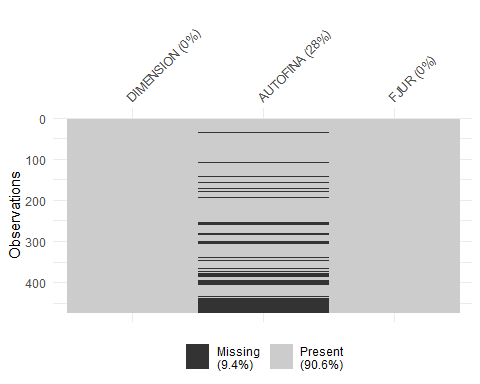 DIMENSION (0%)
AUTOFINA (28%)
FJUR (0%)
0
100
200
300
400
Observations
Missing
(9.4%)
Present
(90.6%)